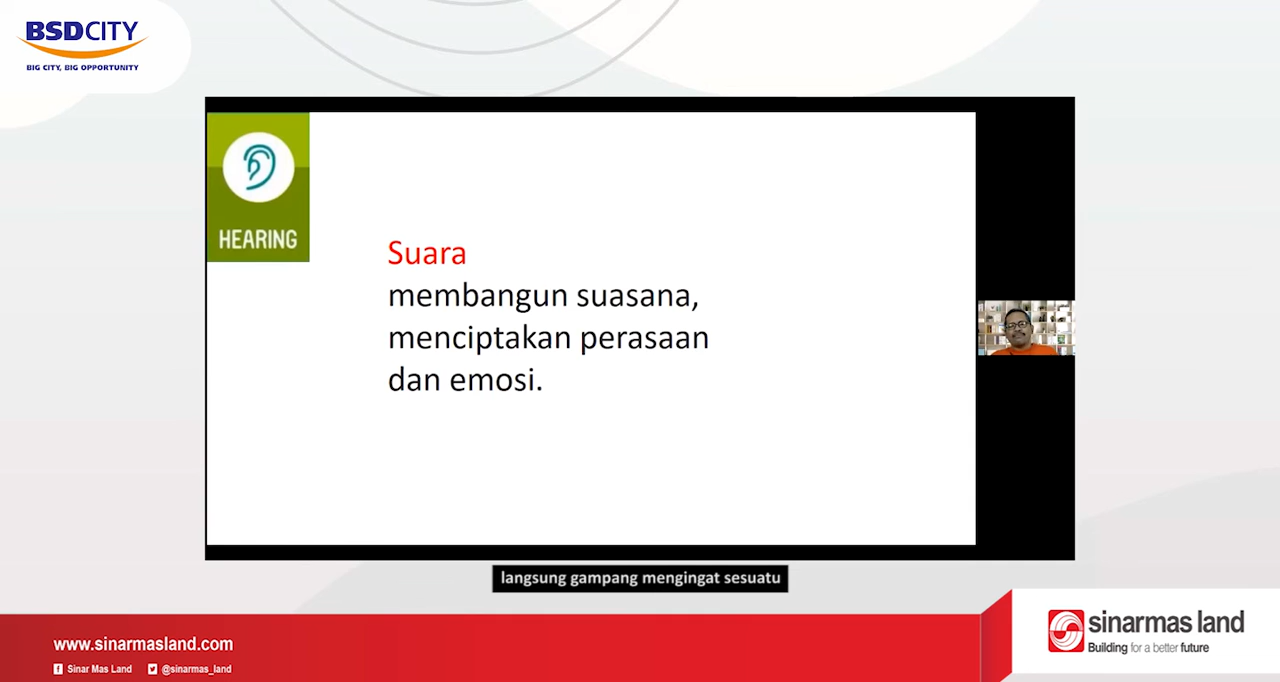 BSDCITY
BIG CITY, BIG OPPORTUNITY
HEARING
Suara
membangun suasana,
menciptakan perasaan
dan emosi.
langsung gampang mengingat sesuatu
www.sinarmasland.com
Sinar Mas Land @sinarmas_land
sinarmas land
Building for a better future